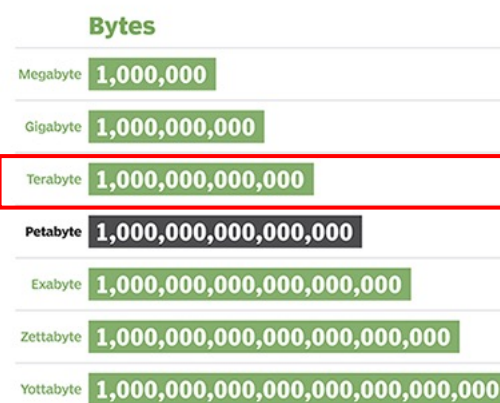 Bytes
Megabyte 1,000,000
Gigabyte 1,000,000,000
Terabyte 1,000,000,000,000
Petabyte 1,000,000,000,000,000
Exabyte 1,000,000,000,000,000,000
Zettabyte 1,000,000,000,000,000,000,000
Yottabyte 1,000,000,000,000,000,000,000,000